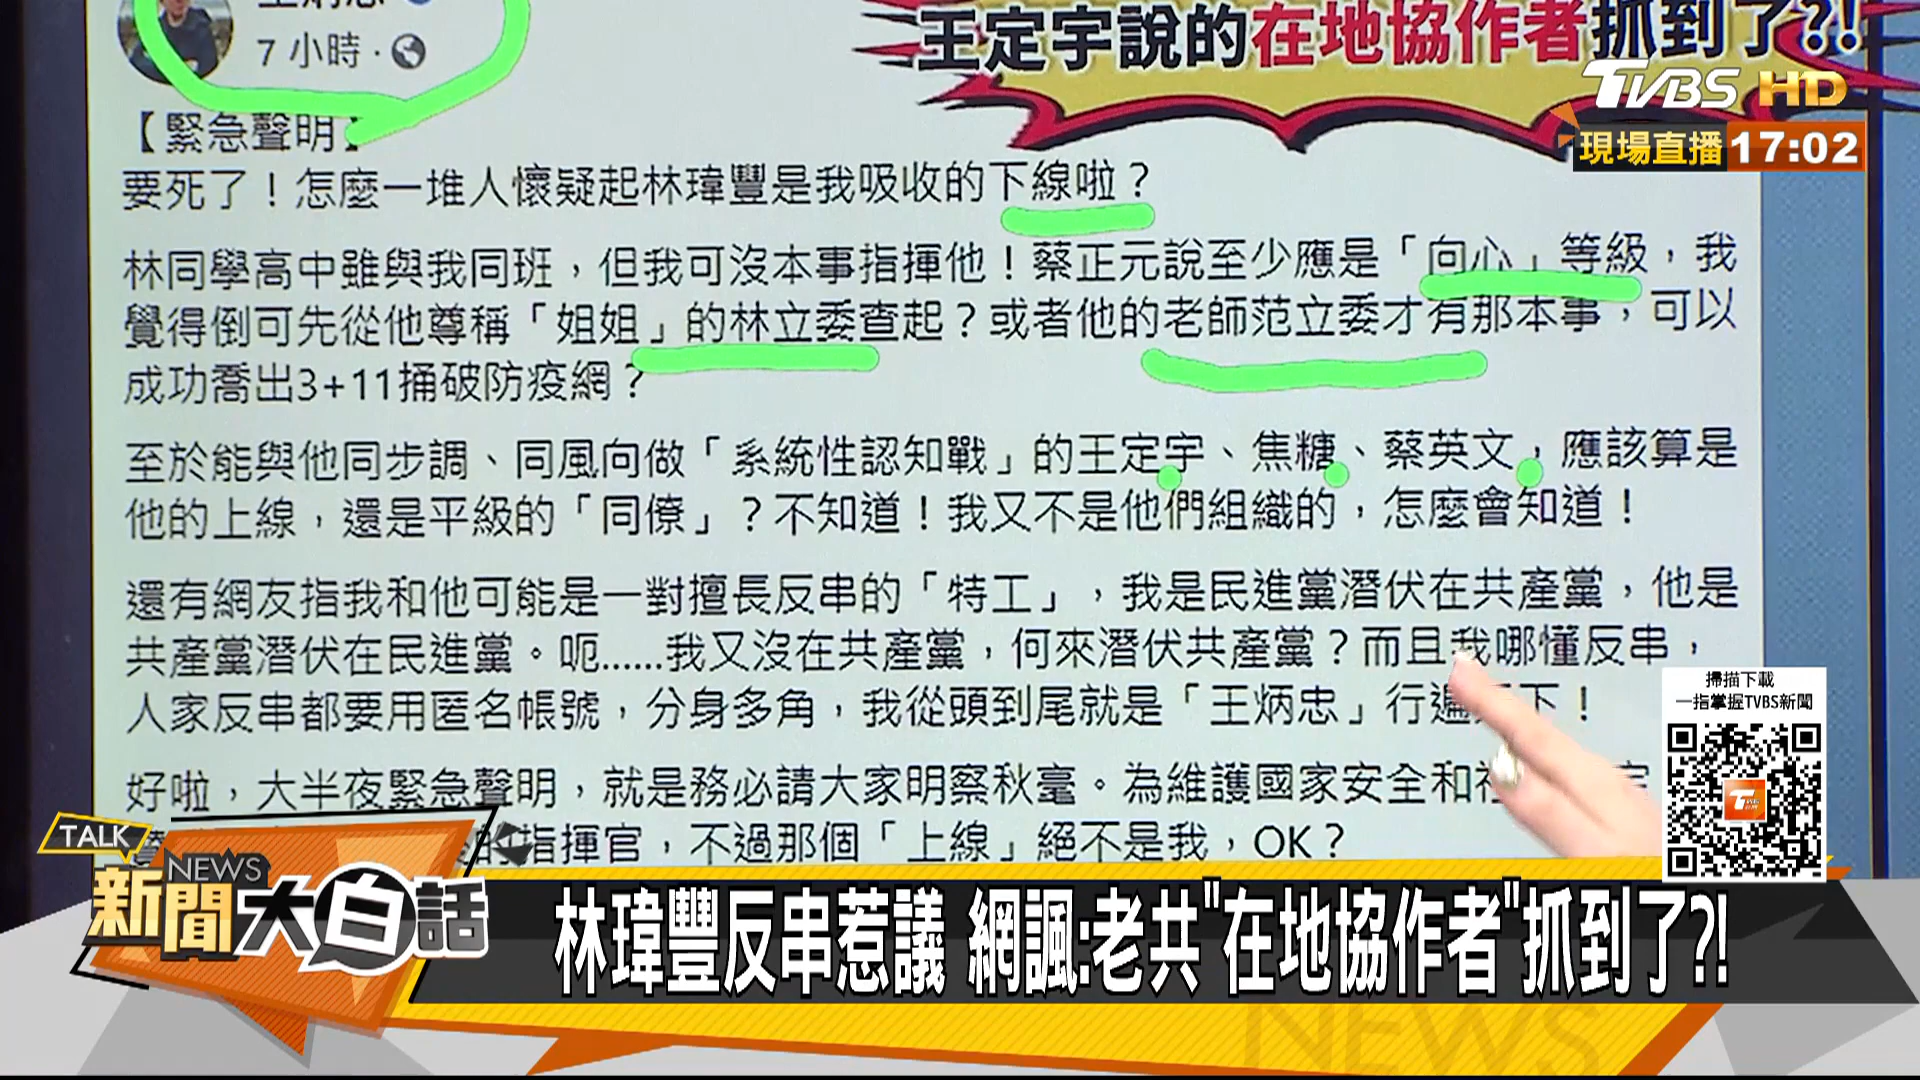 7 小時
王定宇說的在地協作者抓到了?!
TVBS HD
現場直播 17:02
【緊急聲明】
要死了！怎麼一堆人懷疑起林瑋豐是我吸收的下線啦？
林同學高中雖與我同班，但我可沒本事指揮他！蔡正元說至少應是「向心」等級，我
覺得倒可先從他尊稱「姐姐」的林立委查起？或者他的老師范立委才有那本事，可以
成功喬出3+11捅破防疫網？
至於能與他同步調、同風向做「系統性認知戰」的王定宇、焦糖、蔡英文，應該算是
他的上線，還是平級的「同僚」？不知道！我又不是他們組織的，怎麼會知道！
還有網友指我和他可能是一對擅長反串的「特工」，我是民進黨潛伏在共產黨，他是
共產黨潛伏在民進黨。呃......我又沒在共產黨，何來潛伏共產黨？而且我哪懂反串，
人家反串都要用匿名帳號，分身多角，我從頭到尾就是「王炳忠」行遍 下！
好啦，大半夜緊急聲明，就是務必請大家明察秋毫。為維護國家安全和
指揮官，不過那個「上線」絕不是我，OK？
掃描下載
一指掌握TVBS新聞
TALK
NEWS
新聞大白話
林瑋豐反串惹議 網諷:老共"在地協作者"抓到了?!
NEWS